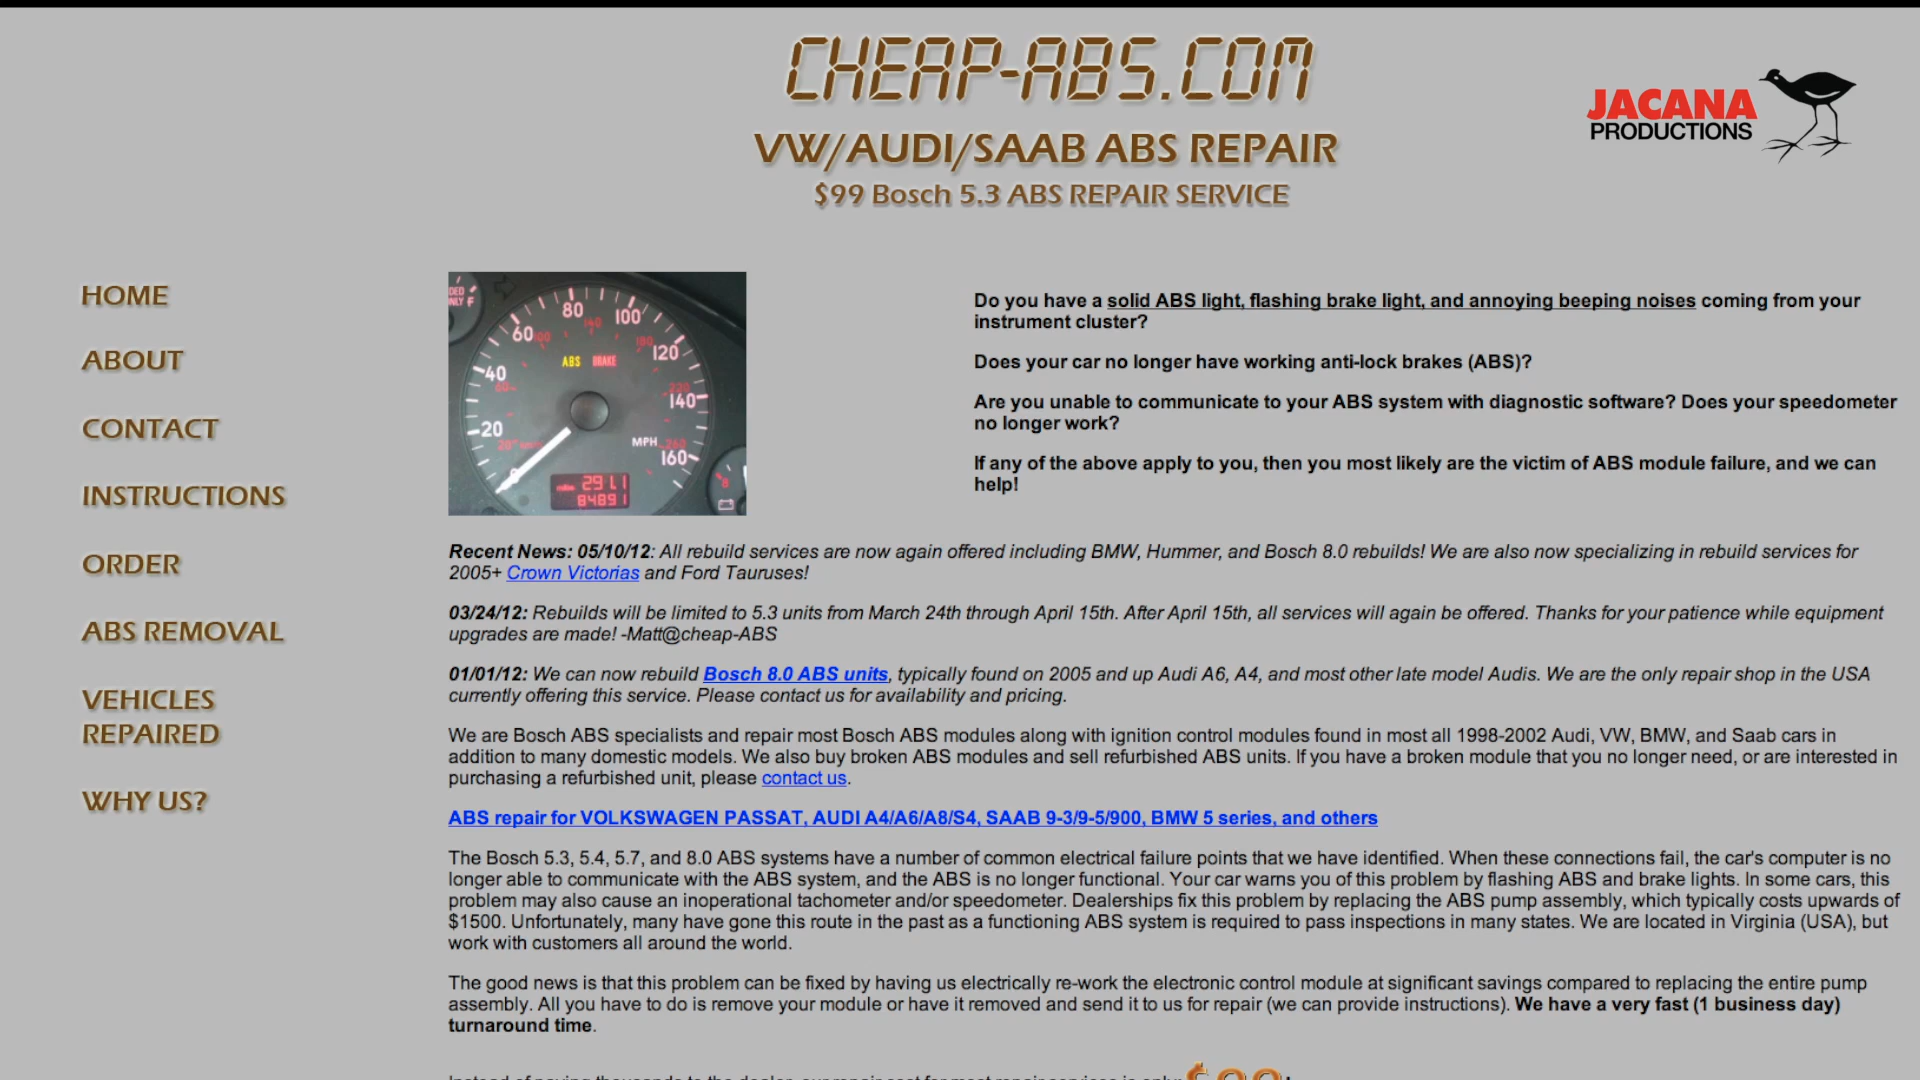 CHEAP-ABS.COM
JACANA
PRODUCTIONS
VW/AUDI/SAAB ABS REPAIR
$99 Bosch 5.3 ABS REPAIR SERVICE
HOME
ABOUT
CONTACT
INSTRUCTIONS
ORDER
ABS REMOVAL
VEHICLES
REPAIRED
WHY US?
20
40
60
80
100
120
140
160
MPH
ABS BRAKE
84891
Do you have a solid ABS light, flashing brake light, and annoying beeping noises coming from your
instrument cluster?
Does your car no longer have working anti-lock brakes (ABS)?
Are you unable to communicate to your ABS system with diagnostic software? Does your speedometer
no longer work?
If any of the above apply to you, then you most likely are the victim of ABS module failure, and we can
help!
Recent News: 05/10/12: All rebuild services are now again offered including BMW, Hummer, and Bosch 8.0 rebuilds! We are also now specializing in rebuild services for
2005+ Crown Victorias and Ford Tauruses!
03/24/12: Rebuilds will be limited to 5.3 units from March 24th through April 15th. After April 15th, all services will again be offered. Thanks for your patience while equipment
upgrades are made! -Matt@cheap-ABS
01/01/12: We can now rebuild Bosch 8.0 ABS units, typically found on 2005 and up Audi A6, A4, and most other late model Audis. We are the only repair shop in the USA
currently offering this service. Please contact us for availability and pricing.
We are Bosch ABS specialists and repair most Bosch ABS modules along with ignition control modules found in most all 1998-2002 Audi, VW, BMW, and Saab cars in
addition to many domestic models. We also buy broken ABS modules and sell refurbished ABS units. If you have a broken module that you no longer need, or are interested in
purchasing a refurbished unit, please contact us.
ABS repair for VOLKSWAGEN PASSAT, AUDI A4/A6/A8/S4, SAAB 9-3/9-5/900, BMW 5 series, and others
The Bosch 5.3, 5.4, 5.7, and 8.0 ABS systems have a number of common electrical failure points that we have identified. When these connections fail, the car's computer is no
longer able to communicate with the ABS system, and the ABS is no longer functional. Your car warns you of this problem by flashing ABS and brake lights. In some cars, this
problem may also cause an inoperational tachometer and/or speedometer. Dealerships fix this problem by replacing the ABS pump assembly, which typically costs upwards of
$1500. Unfortunately, many have gone this route in the past as a functioning ABS system is required to pass inspections in many states. We are located in Virginia (USA), but
work with customers all around the world.
The good news is that this problem can be fixed by having us electrically re-work the electronic control module at significant savings compared to replacing the entire pump
assembly. All you have to do is remove your module or have it removed and send it to us for repair (we can provide instructions). We have a very fast (1 business day)
turnaround time.